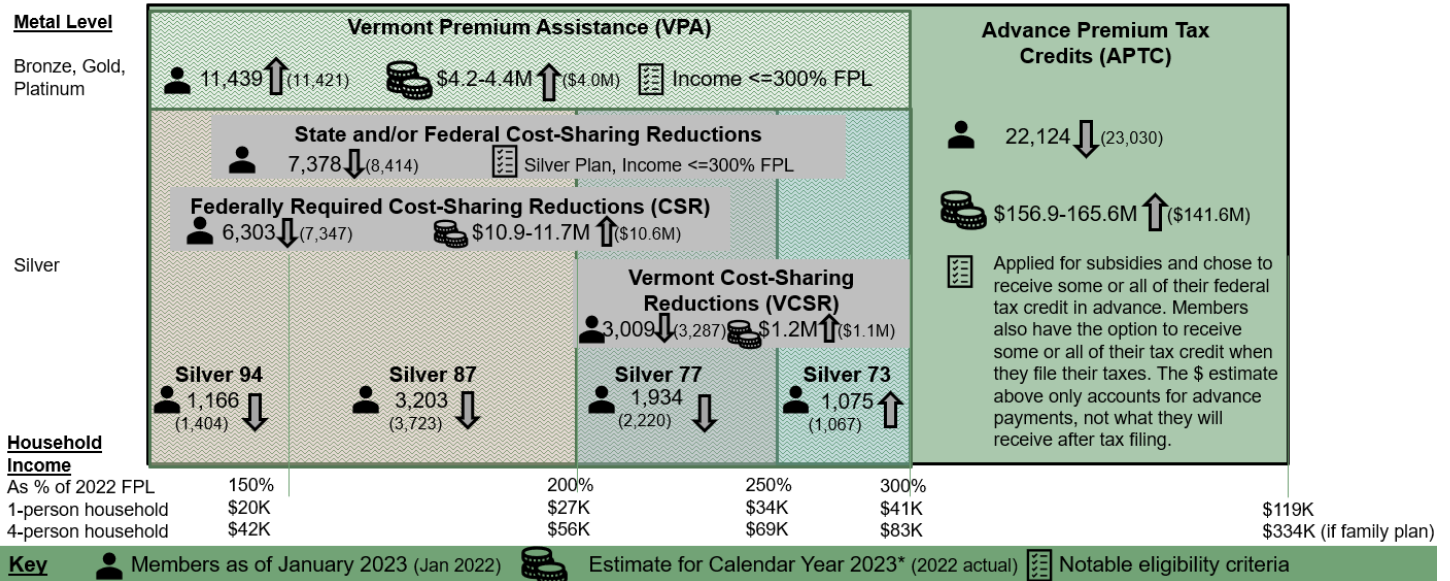 Metal Level
Bronze, Gold,
Platinum
Vermont Premium Assistance (VPA)
11,439 (11,421) $4.2-4.4M ($4.0M) Income <=300% FPL
State and/or Federal Cost-Sharing Reductions
7,378 (8,414) Silver Plan, Income <=300% FPL
Federally Required Cost-Sharing Reductions (CSR)
6,303 (7,347) $10.9-11.7M ($10.6M)
Silver
Vermont Cost-Sharing
Reductions (VCSR)
3,009 (3,287) $1.2M ($1.1M)
Silver 94
1,166
(1,404)
Silver 87
3,203
(3,723)
Silver 77
1,934
(2,220)
Silver 73
1,075
(1,067)
Advance Premium Tax
Credits (APTC)
22,124 (23,030)
$156.9-165.6M ($141.6M)
Applied for subsidies and chose to
receive some or all of their federal
tax credit in advance. Members
also have the option to receive
some or all of their tax credit when
they file their taxes. The $ estimate
above only accounts for advance
payments, not what they will
receive after tax filing.
Household
Income
As % of 2022 FPL 150% 200% 250% 300%
1-person household $20K $27K $34K $41K $119K
4-person household $42K $56K $69K $83K $334K (if family plan)
Key Members as of January 2023 (Jan 2022) Estimate for Calendar Year 2023* (2022 actual) Notable eligibility criteria